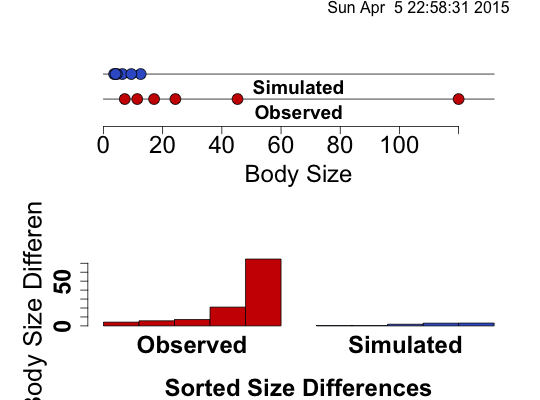 Sun Apr 5 22:58:31 2015
Simulated
Observed
0 20 40 60 80 100
Body Size
Body Size Differen
0 50
Observed Simulated
Sorted Size Differences